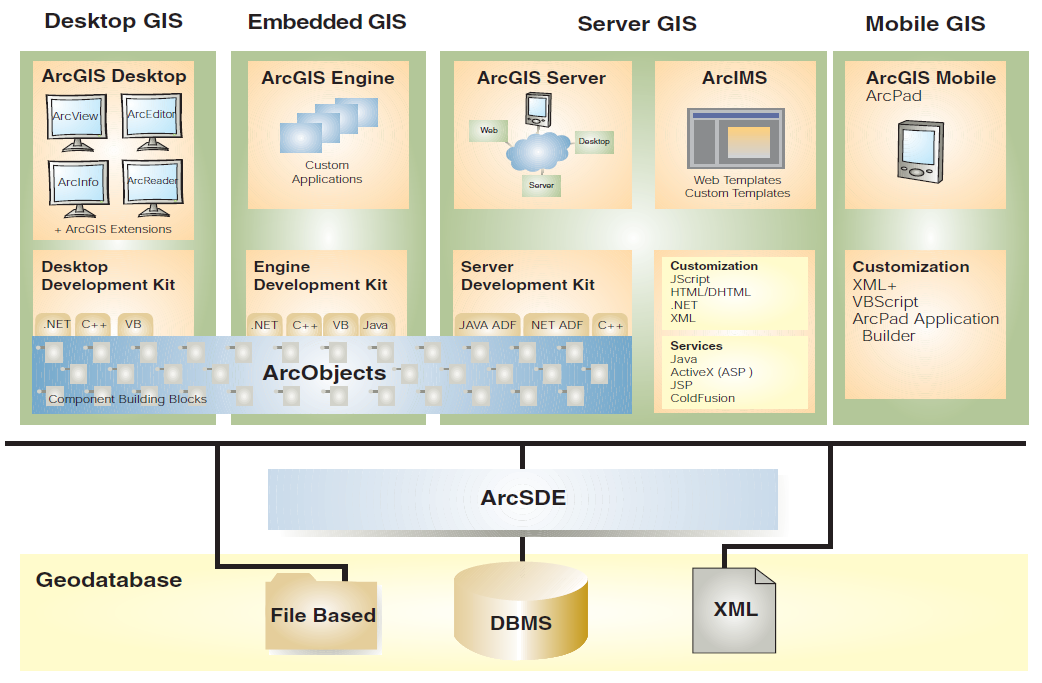 Desktop GIS
Embedded GIS
Server GIS
Mobile GIS
ArcGIS Desktop
ArcView
ArcEditor
ArcInfo
ArcReader
+ ArcGIS Extensions
Desktop
Development Kit
.NET
C++
VB
ArcGIS Engine
Custom
Applications
Engine
Development Kit
.NET
C++
VB
Java
ArcGIS Server
Web
Desktop
Server
Server
Development Kit
JAVA ADF
NET ADF
C++
ArcIMS
Web Templates
Custom Templates
Customization
JScript
HTML/DHTML
.NET
XML
Services
Java
ActiveX (ASP )
JSP
ColdFusion
ArcGIS Mobile
ArcPad
Customization
XML+
VBScript
ArcPad Application
Builder
ArcObjects
Component Building Blocks
ArcSDE
Geodatabase
File Based
DBMS
XML